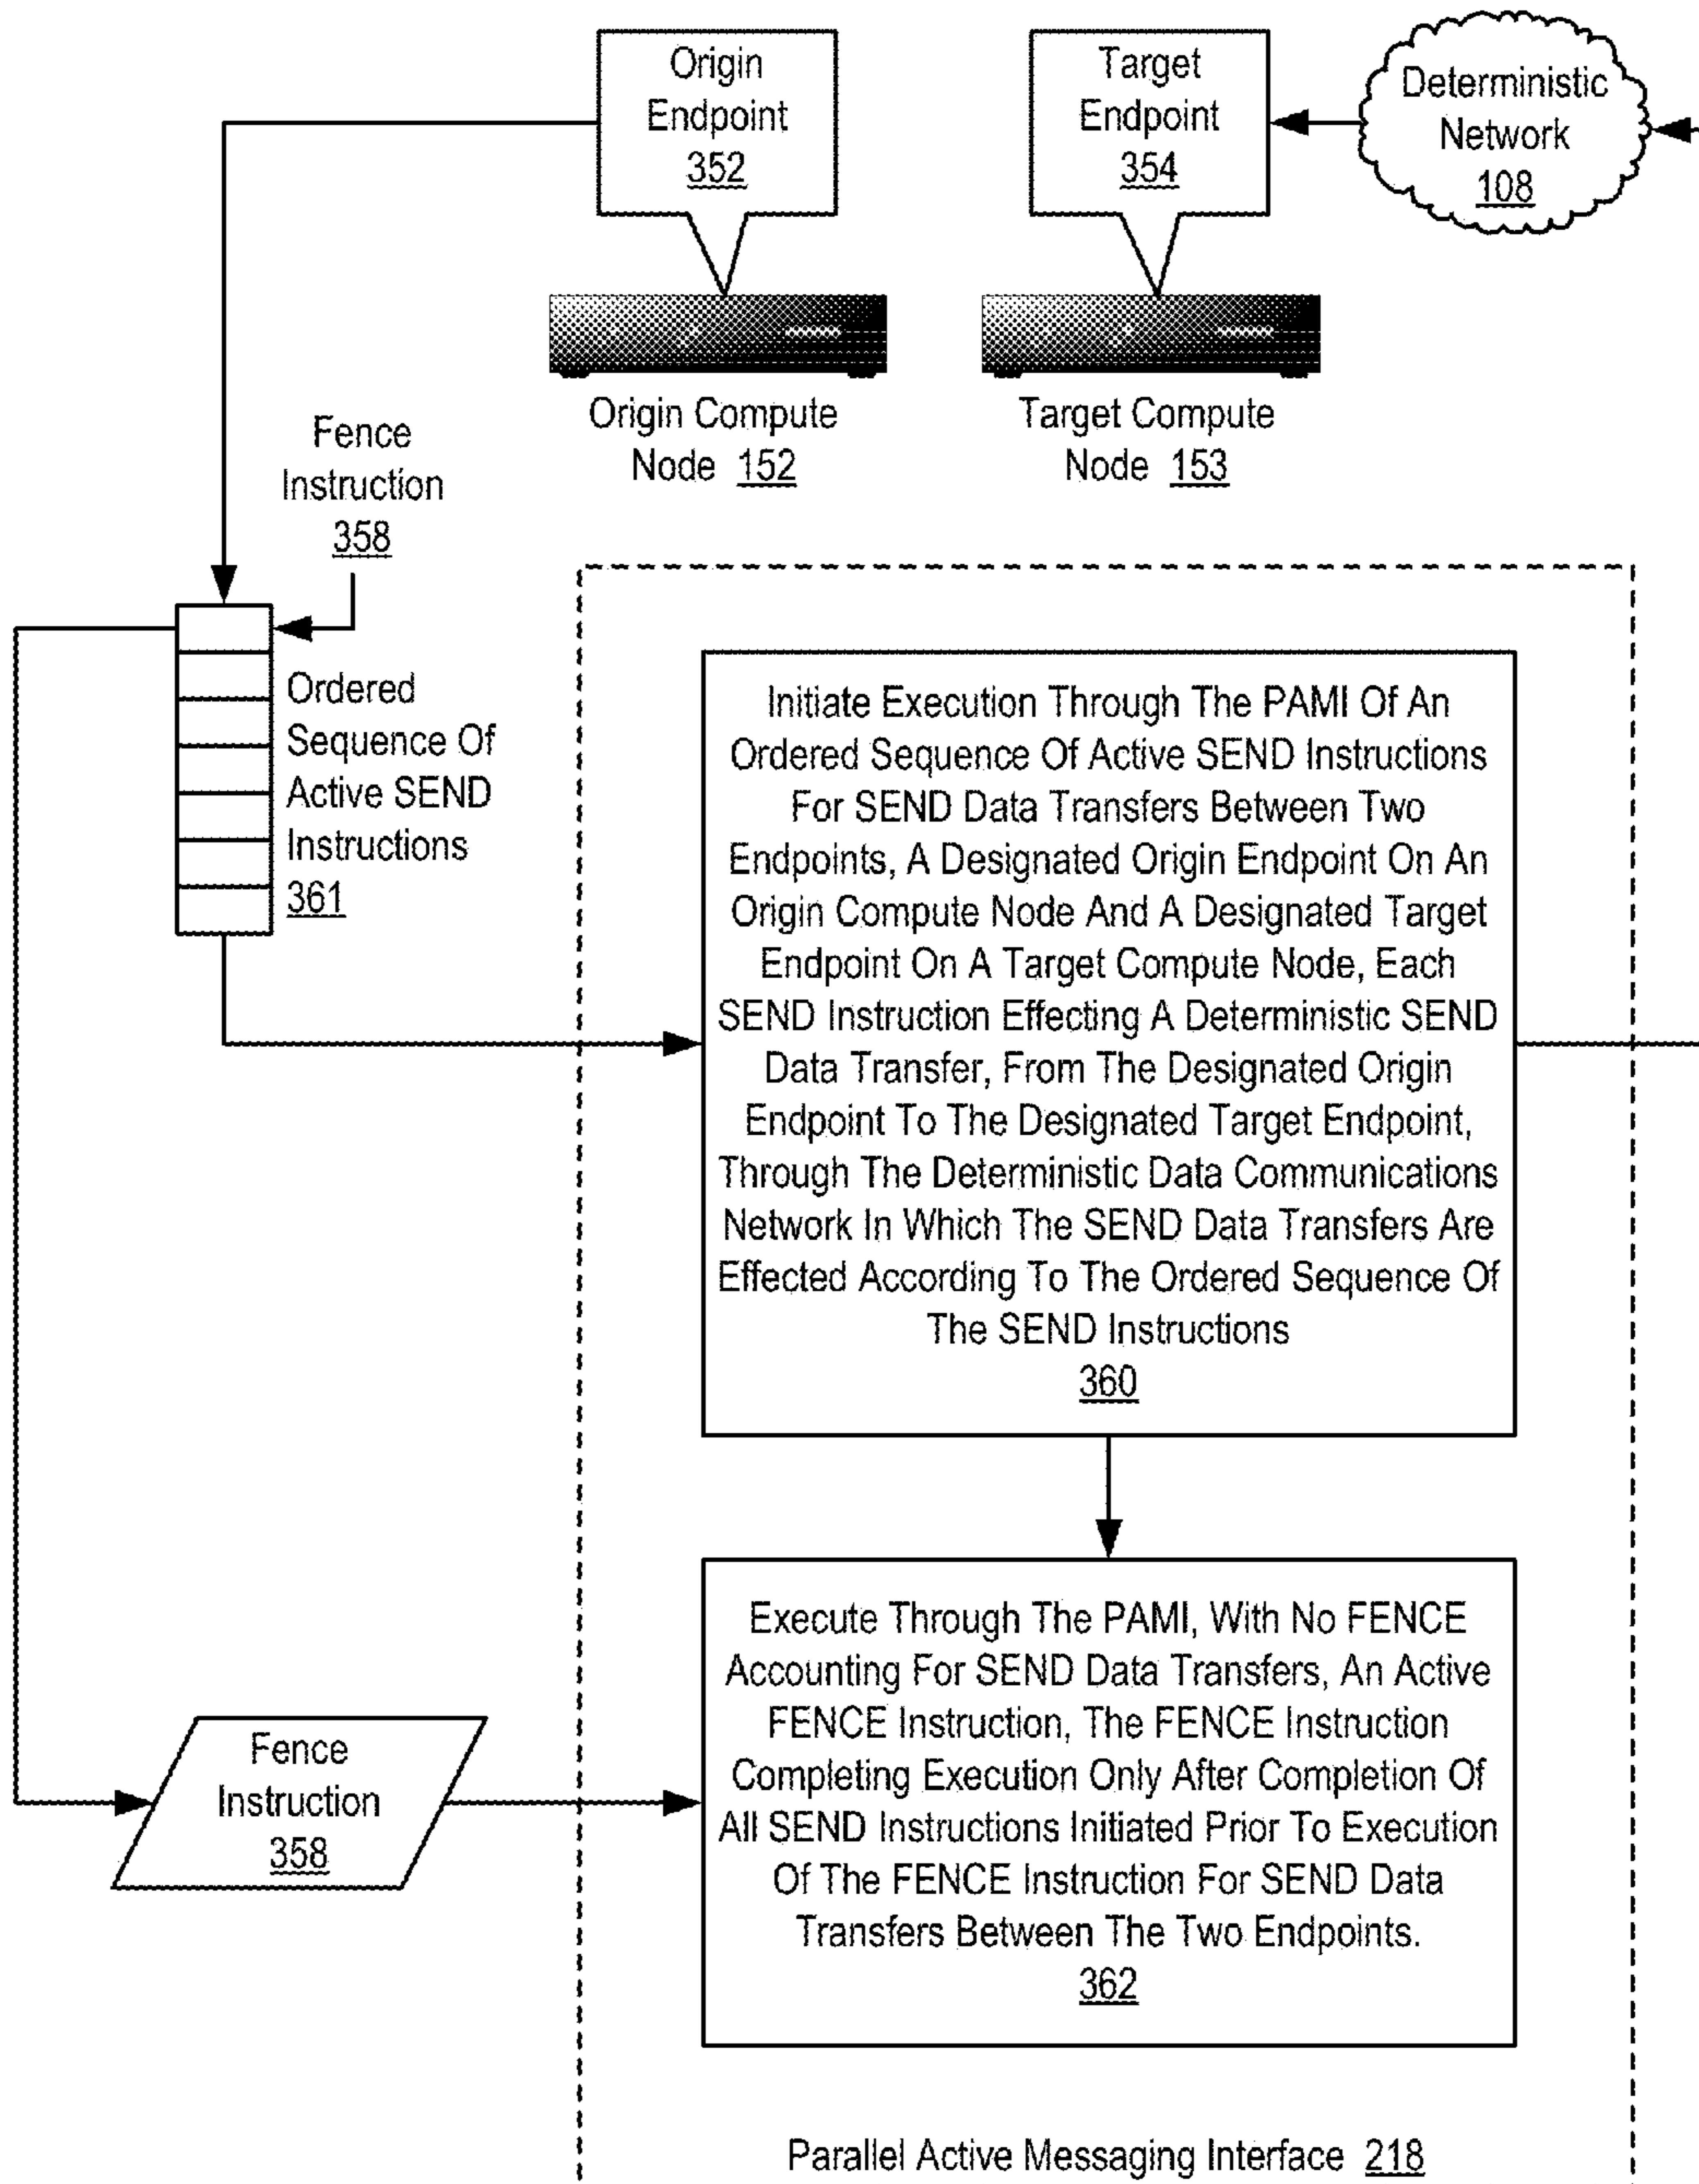 Origin
Endpoint
352
Target
Endpoint
354
Deterministic
Network
108
Origin Compute
Node 152
Target Compute
Node 153
Fence
Instruction
358
Ordered
Sequence Of
Active SEND
Instructions
361
Initiate Execution Through The PAMI Of An
Ordered Sequence Of Active SEND Instructions
For SEND Data Transfers Between Two
Endpoints, A Designated Origin Endpoint On An
Origin Compute Node And A Designated Target
Endpoint On A Target Compute Node, Each
SEND Instruction Effecting A Deterministic SEND
Data Transfer, From The Designated Origin
Endpoint To The Designated Target Endpoint,
Through The Deterministic Data Communications
Network In Which The SEND Data Transfers Are
Effected According To The Ordered Sequence Of
The SEND Instructions
360
Fence
Instruction
358
Execute Through The PAMI, With No FENCE
Accounting For SEND Data Transfers, An Active
FENCE Instruction, The FENCE Instruction
Completing Execution Only After Completion Of
All SEND Instructions Initiated Prior To Execution
Of The FENCE Instruction For SEND Data
Transfers Between The Two Endpoints.
362
Parallel Active Messaging Interface 218